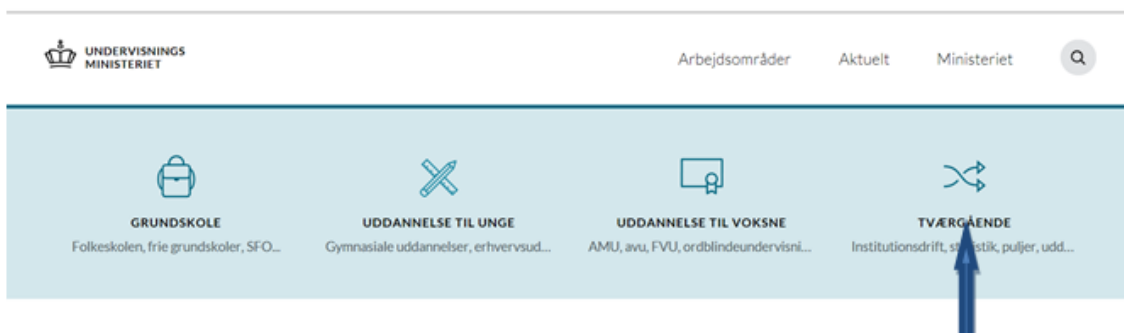 UNDERVISNINGS
MINISTERIET
Arbejdsområder Aktuelt Ministeriet
GRUNDSKOLE
Folkeskolen, frie grundskoler, SFO...
UDDANNELSE TIL UNGE
Gymnasiale uddannelser, erhvervsud...
UDDANNELSE TIL VOKSNE
AMU, avu, FVU, ordblindeundervisni...
TVÆRGÅENDE
Institutionsdrift, statistik, puljer, udd...